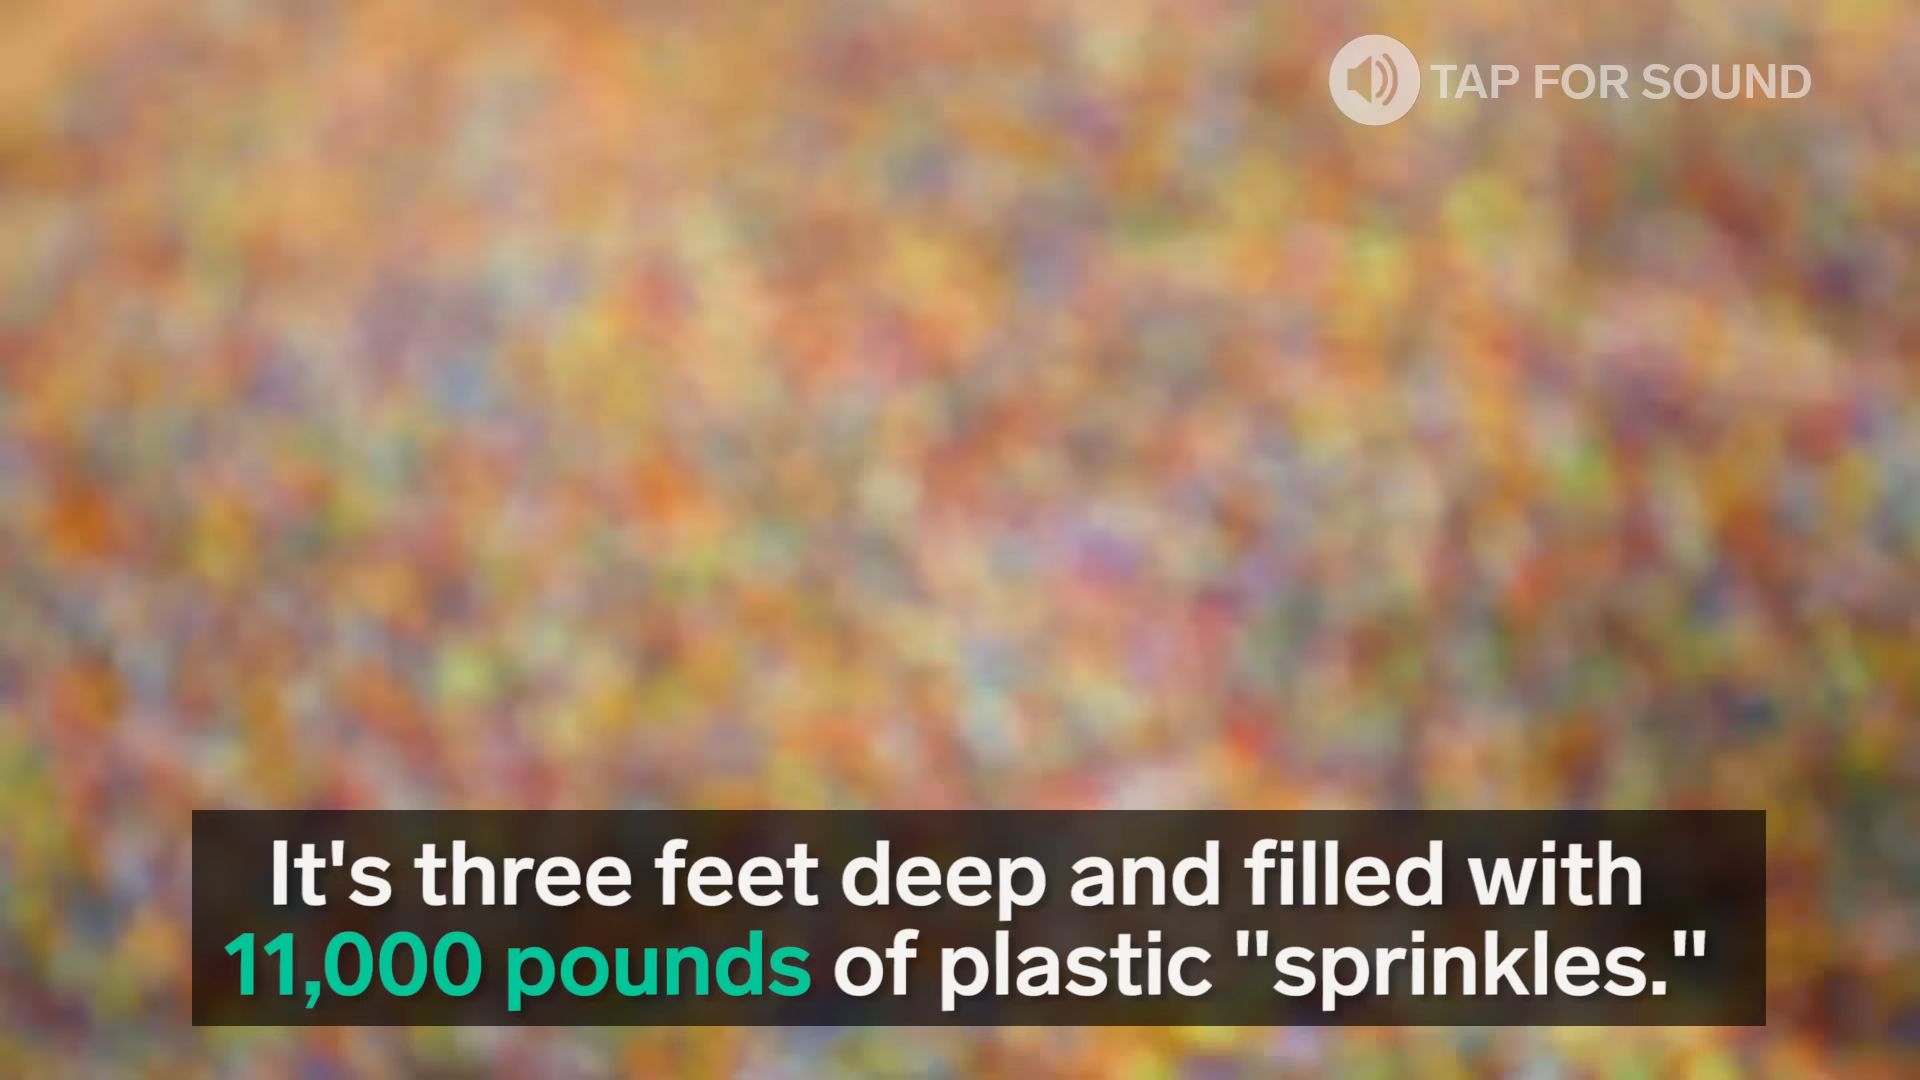 TAP FOR SOUND
It's three feet deep and filled with
11,000 pounds of plastic "sprinkles."